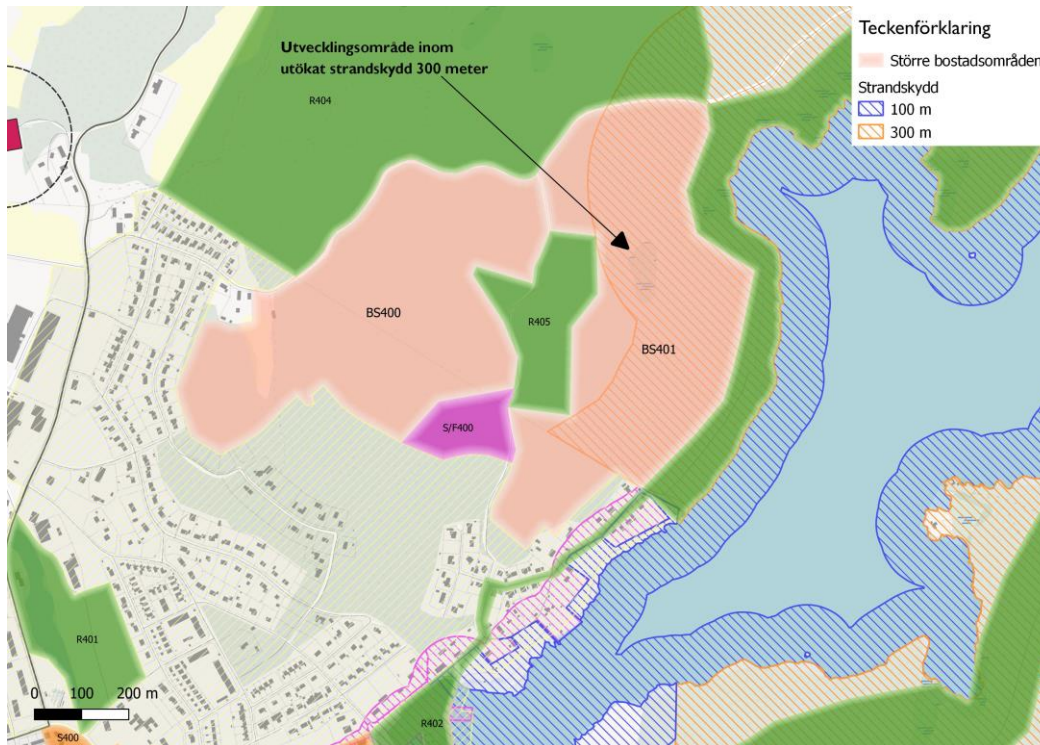 Utvecklingsområde inom
utökat strandskydd 300 meter
Teckenförklaring
Större bostadsområden
Strandskydd
100 m
300 m
R404
BS400
R405
BS401
S/F400
R401
0 100 200 m
S400
R402